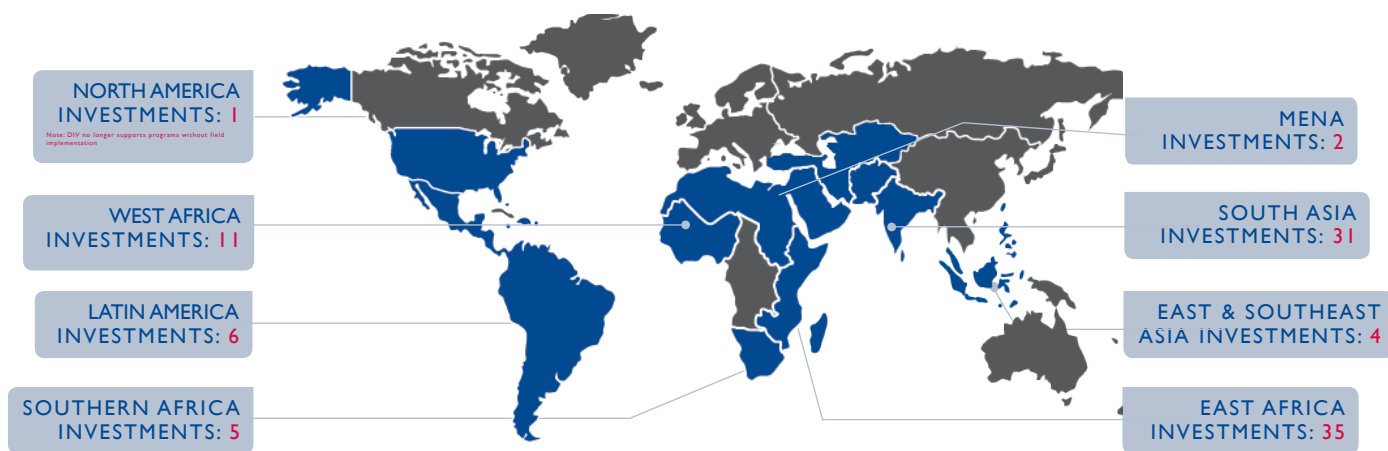 NORTH AMERICA
INVESTMENTS: 1
Note: DIV no longer supports programs without field
implementation
WEST AFRICA
INVESTMENTS: 11
LATIN AMERICA
INVESTMENTS: 6
SOUTHERN AFRICA
INVESTMENTS: 5
MENA
INVESTMENTS: 2
SOUTH ASIA
INVESTMENTS: 31
EAST & SOUTHEAST
ASIA INVESTMENTS: 4
EAST AFRICA
INVESTMENTS: 35